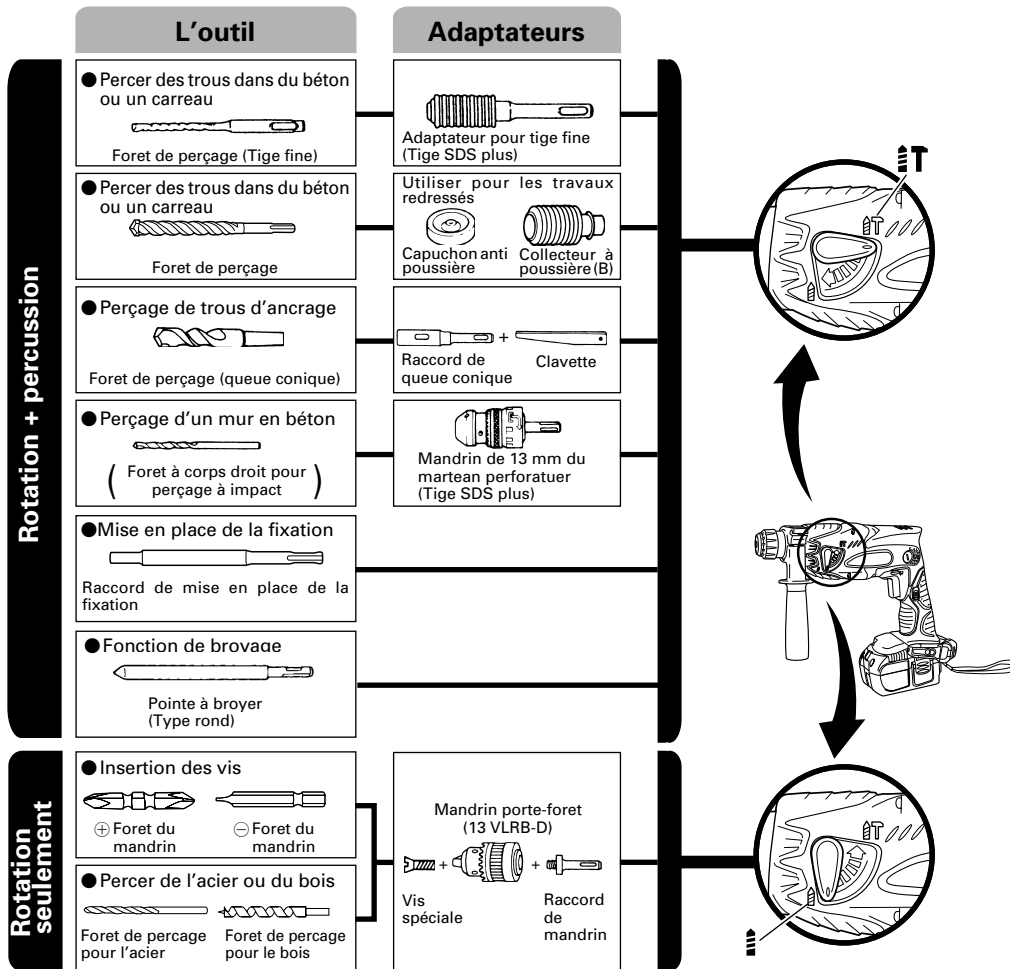 L'outil
Adaptateurs
Rotation + percussion
● Percer des trous dans du béton
ou un carreau
Foret de perçage (Tige fine)
Adaptateur pour tige fine
(Tige SDS plus)
● Percer des trous dans du béton
ou un carreau
Foret de perçage
Utiliser pour les travaux
redressés
Capuchon anti
poussière
Collecteur à
poussière (B)
● Perçage de trous d'ancrage
Foret de perçage (queue conique)
+
Raccord de
queue conique
Clavette
● Perçage d'un mur en béton
( Foret à corps droit pour
perçage à impact )
Mandrin de 13 mm du
martean perforatuer
(Tige SDS plus)
● Mise en place de la fixation
Raccord de mise en place de la
fixation
● Fonction de brovage
Pointe à broyer
(Type rond)
Rotation
seulement
● Insertion des vis
⊕ Foret du
mandrin
⊖ Foret du
mandrin
● Percer de l'acier ou du bois
Foret de percage
pour l'acier
Foret de percage
pour le bois
Mandrin porte-foret
(13 VLRB-D)
+ +
Vis
spéciale
Raccord
de
mandrin